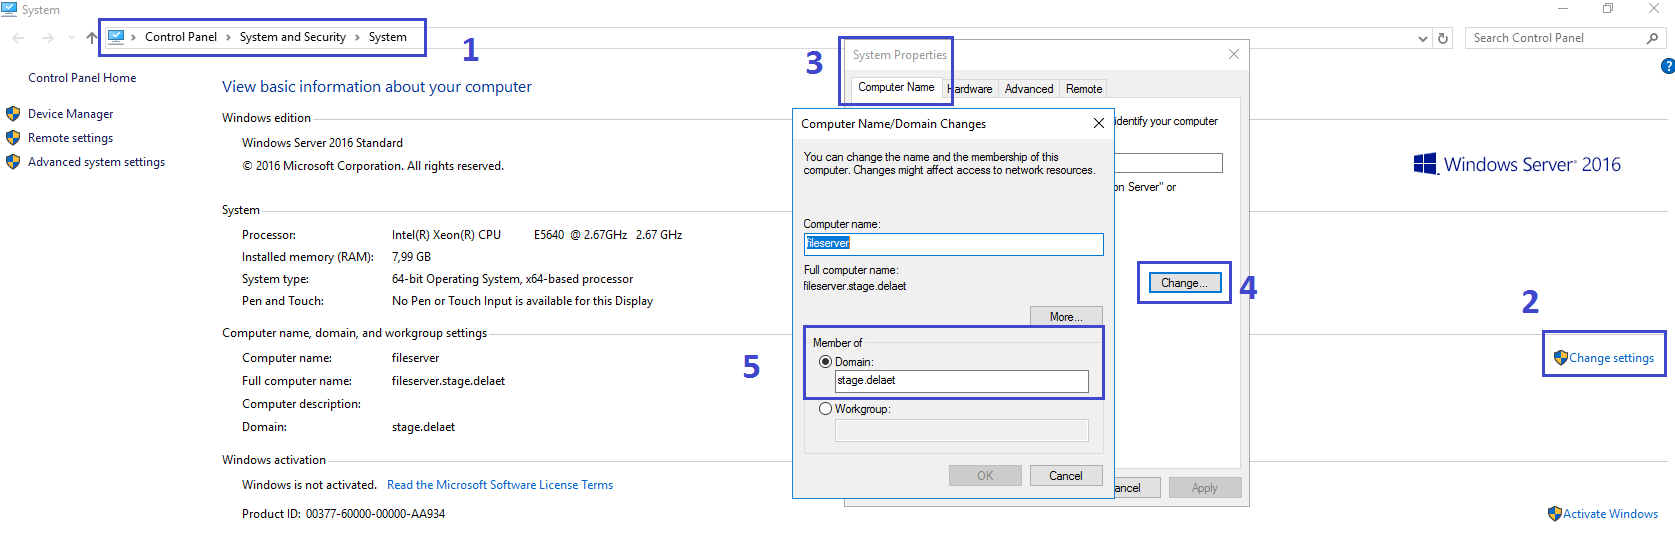 System
Control Panel > System and Security > System
1
Search Control Panel
Control Panel Home
Device Manager
Remote settings
Advanced system settings
View basic information about your computer
Windows edition
Windows Server 2016 Standard
© 2016 Microsoft Corporation. All rights reserved.
Windows Server® 2016
System
Processor: Intel(R) Xeon(R) CPU E5640 @ 2.67GHz 2.67 GHz
Installed memory (RAM): 7,99 GB
System type: 64-bit Operating System, x64-based processor
Pen and Touch: No Pen or Touch Input is available for this Display
Computer name, domain, and workgroup settings
Computer name: fileserver
Full computer name: fileserver.stage.delaet
Computer description:
Domain: stage.delaet
Windows activation
Windows is not activated. Read the Microsoft Software License Terms
Product ID: 00377-60000-00000-AA934
2
Change settings
Activate Windows
3
System Properties
Computer Name Hardware Advanced Remote
identify your computer
on Server" or
Change...
4
ancel Apply
Computer Name/Domain Changes
You can change the name and the membership of this
computer. Changes might affect access to network resources.
Computer name:
fileserver
Full computer name:
fileserver.stage.delaet
More...
5
Member of
Domain:
stage.delaet
Workgroup:
OK Cancel
?